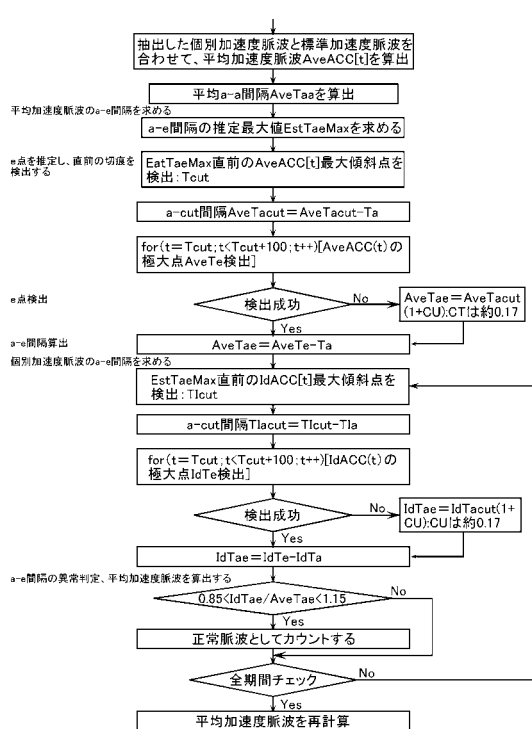 抽出した個別加速度脈波と標準加速度脈波を
合わせて、平均加速度脈波AveACC[t]を算出
平均a-a間隔AveTaaを算出
平均加速度脈波のa-e間隔を求める
a-e間隔の推定最大値EstTaeMaxを求める
e点を推定し、直前の切痕を
検出する
EatTaeMax直前のAveACC[t]最大傾斜点を
検出:Tcut
a-cut間隔AveTacut=AveTacut-Ta
for(t=Tcut;t<Tcut+100;t++)[AveACC(t)の
極大点AveTe検出]
e点検出
検出成功
No
AveTae=AveTacut
(1+CU):CTは約0.17
Yes
a-e間隔算出
AveTae=AveTe-Ta
個別加速度脈波のa-e間隔を求める
EstTaeMax直前のIdACC[t]最大傾斜点を
検出:TIcut
a-cut間隔TIacut=TIcut-TIa
for(t=Tcut;t<Tcut+100;t++)[IdACC(t)の
極大点IdTe検出]
検出成功
No
IdTae=IdTacut(1+
CU):CUは約0.17
Yes
IdTae=IdTe-IdTa
a-e間隔の異常判定、平均加速度脈波を算出する
0.85<IdTae/AveTae<1.15
No
Yes
正常脈波としてカウントする
全期間チェック
No
Yes
平均加速度脈波を再計算